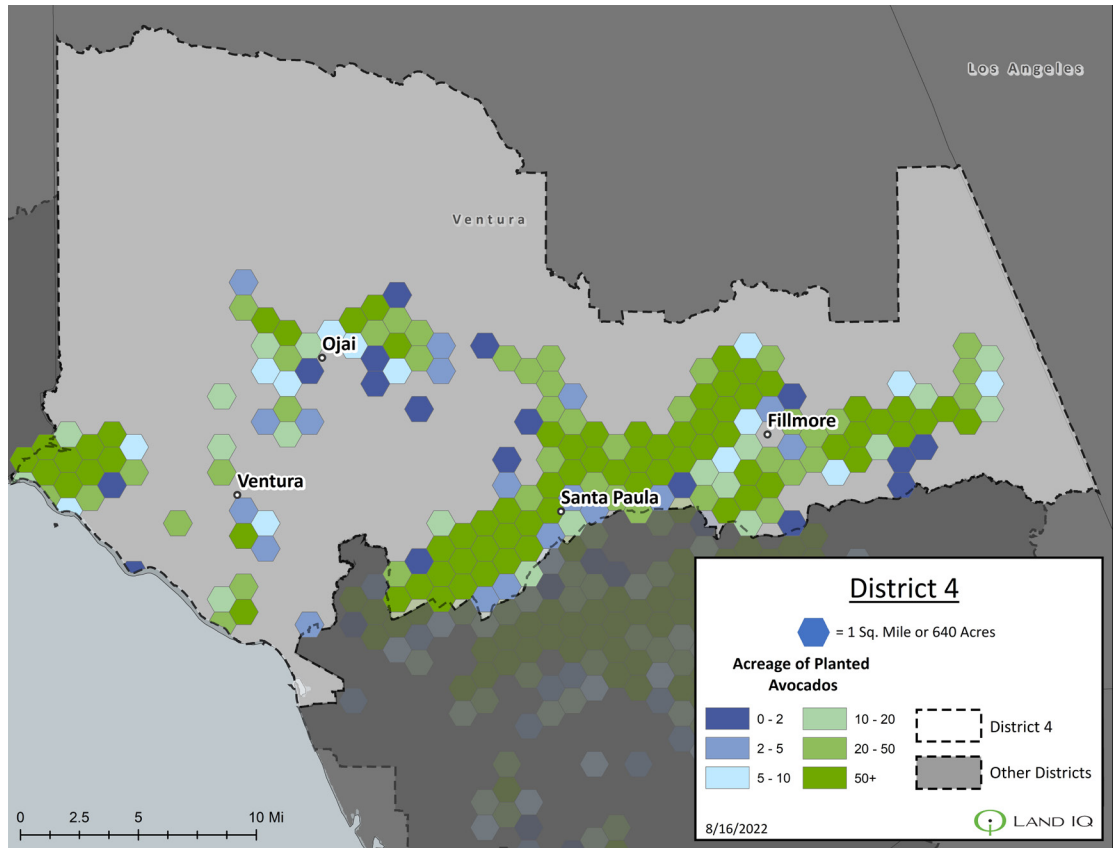 Los Angeles
Ventura
Ojai
Fillmore
Ventura
Santa Paula
District 4
= 1 Sq. Mile or 640 Acres
Acreage of Planted
Avocados
0 - 2
10 - 20
District 4
2 - 5
20 - 50
5 - 10
50+
Other Districts
0 2.5 5 10 Mi
8/16/2022
LAND IQ